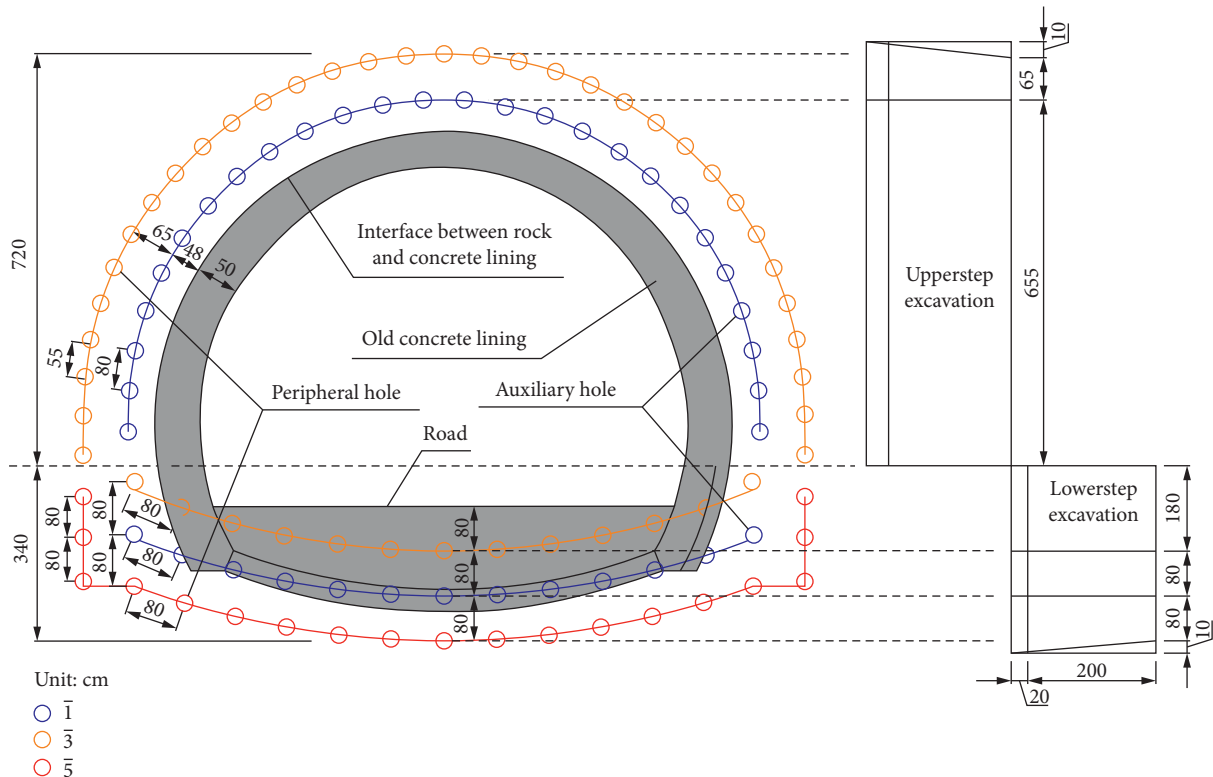 10
65
720
65
48
50
Interface between rock
and concrete lining
Upperstep
excavation
655
Old concrete lining
55
80
Peripheral hole
Auxiliary hole
Road
Lowerstep
excavation
180
80
80
80
80
340
80
80
80
80
80
80
80
80
80
10
200
20
Unit: cm
1
3
5